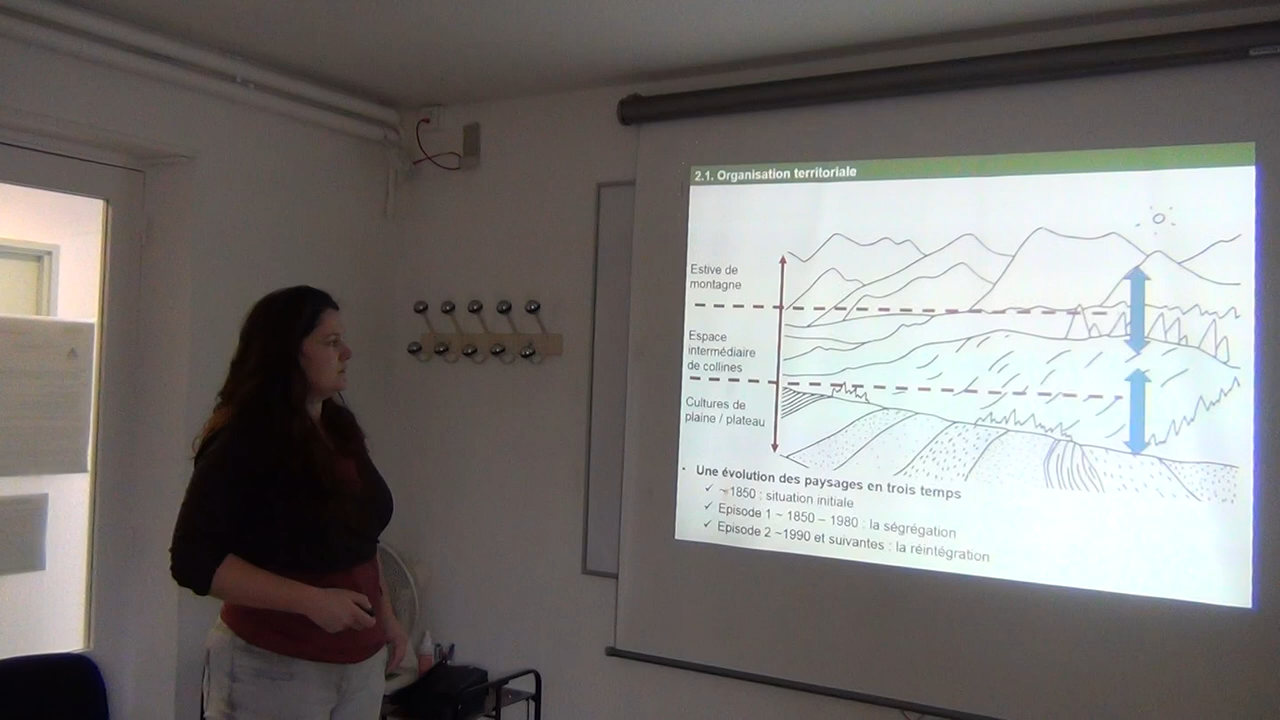 2.1. Organisation territoriale
Estive de
montagne
Espace
intermédiaire
de collines
Cultures de
plaine / plateau
Une évolution des paysages en trois temps
~1850 : situation initiale
Episode 1 ~ 1850 – 1980 : la ségrégation
Episode 2 ~1990 et suivantes : la réintégration